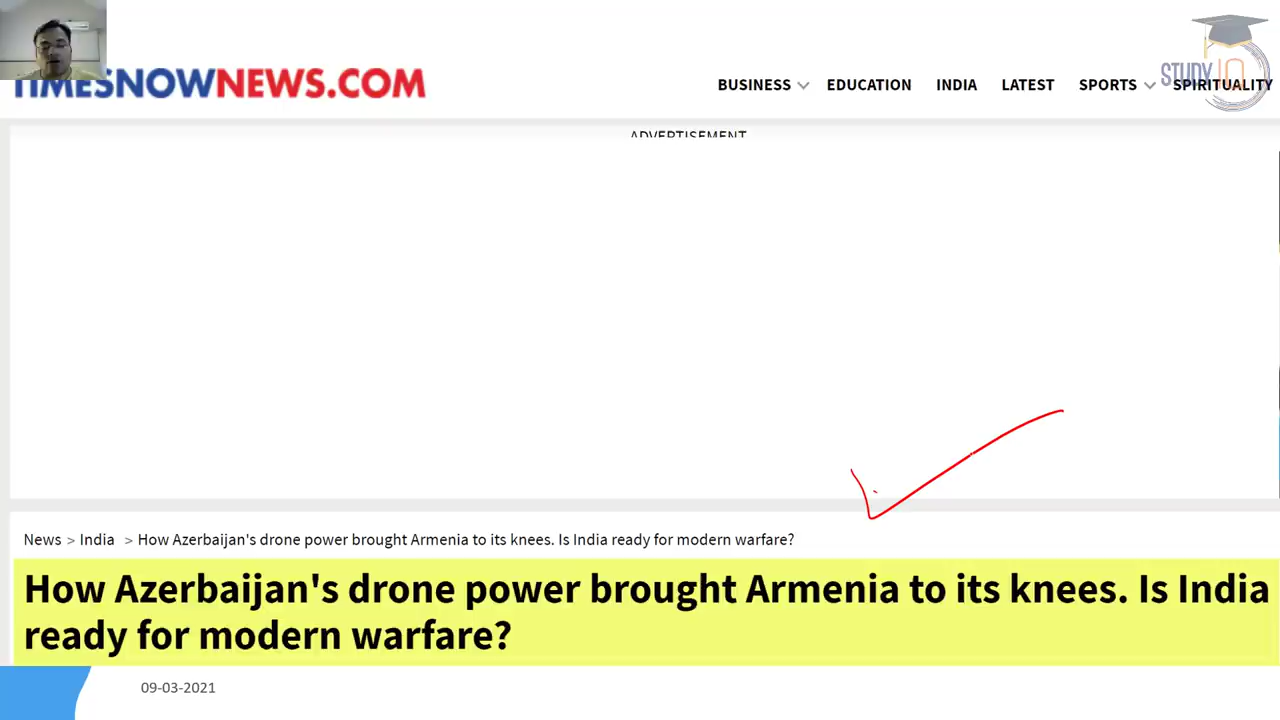 TIMESNOWNEWS.COM
BUSINESS EDUCATION INDIA LATEST SPORTS SPIRITUALITY
STUDY IQ
ADVERTISEMENT
News > India > How Azerbaijan's drone power brought Armenia to its knees. Is India ready for modern warfare?
How Azerbaijan's drone power brought Armenia to its knees. Is India
ready for modern warfare?
09-03-2021